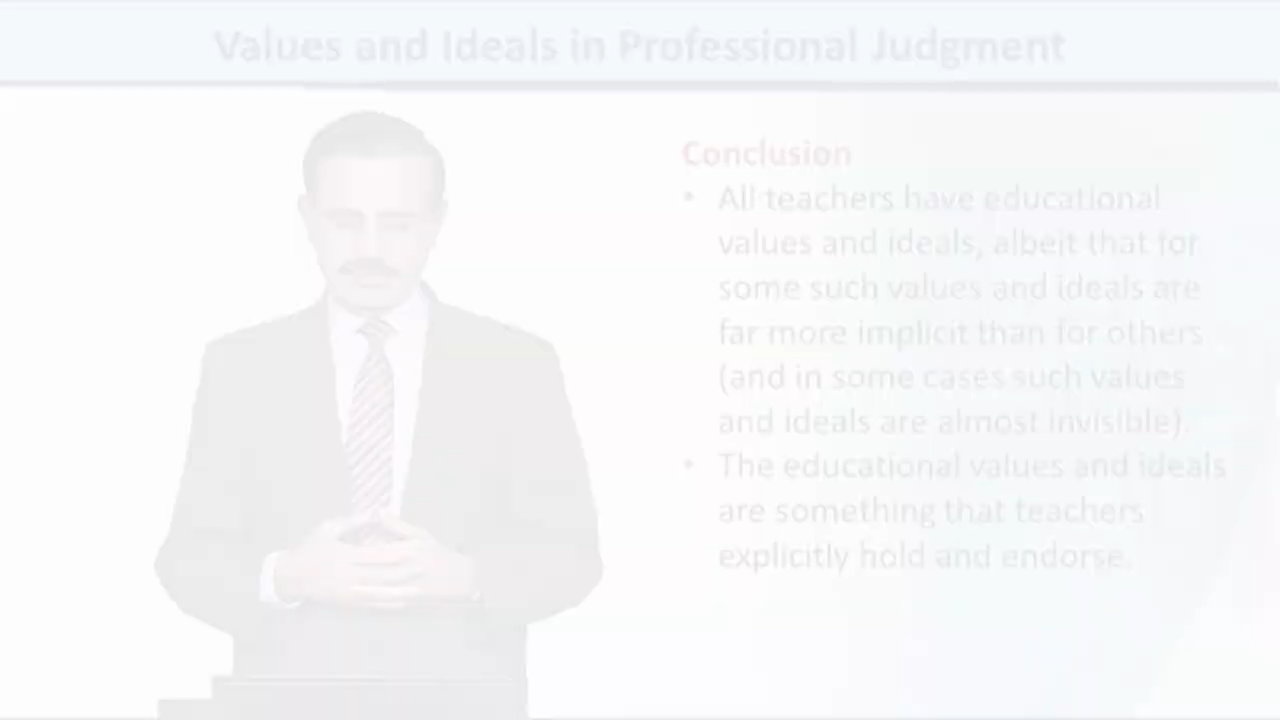 Values and Ideals in Professional Judgment
Conclusion
• All teachers have educational
values and ideals, albeit that for
some such values and ideals are
far more implicit than for others
(and in some cases such values
and ideals are almost invisible).
• The educational values and ideals
are something that teachers
explicitly hold and endorse.